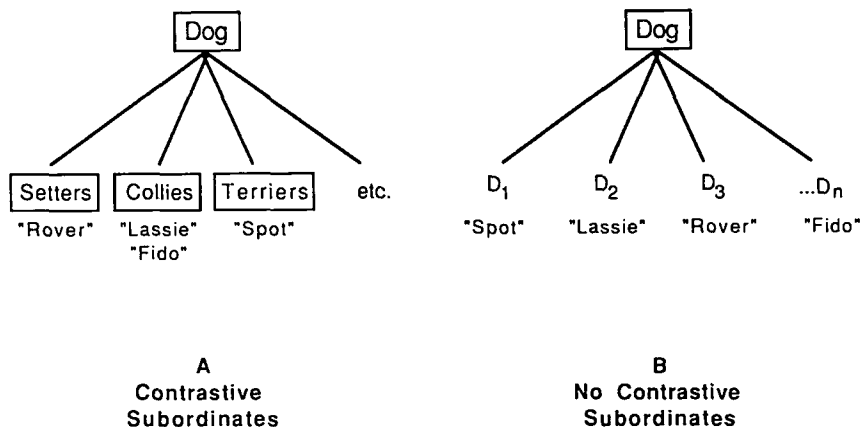 Dog
Setters Collies Terriers etc.
"Rover" "Lassie" "Spot"
"Fido"
A
Contrastive
Subordinates
Dog
D1 D2 D3 ...Dn
"Spot" "Lassie" "Rover" "Fido"
B
No Contrastive
Subordinates